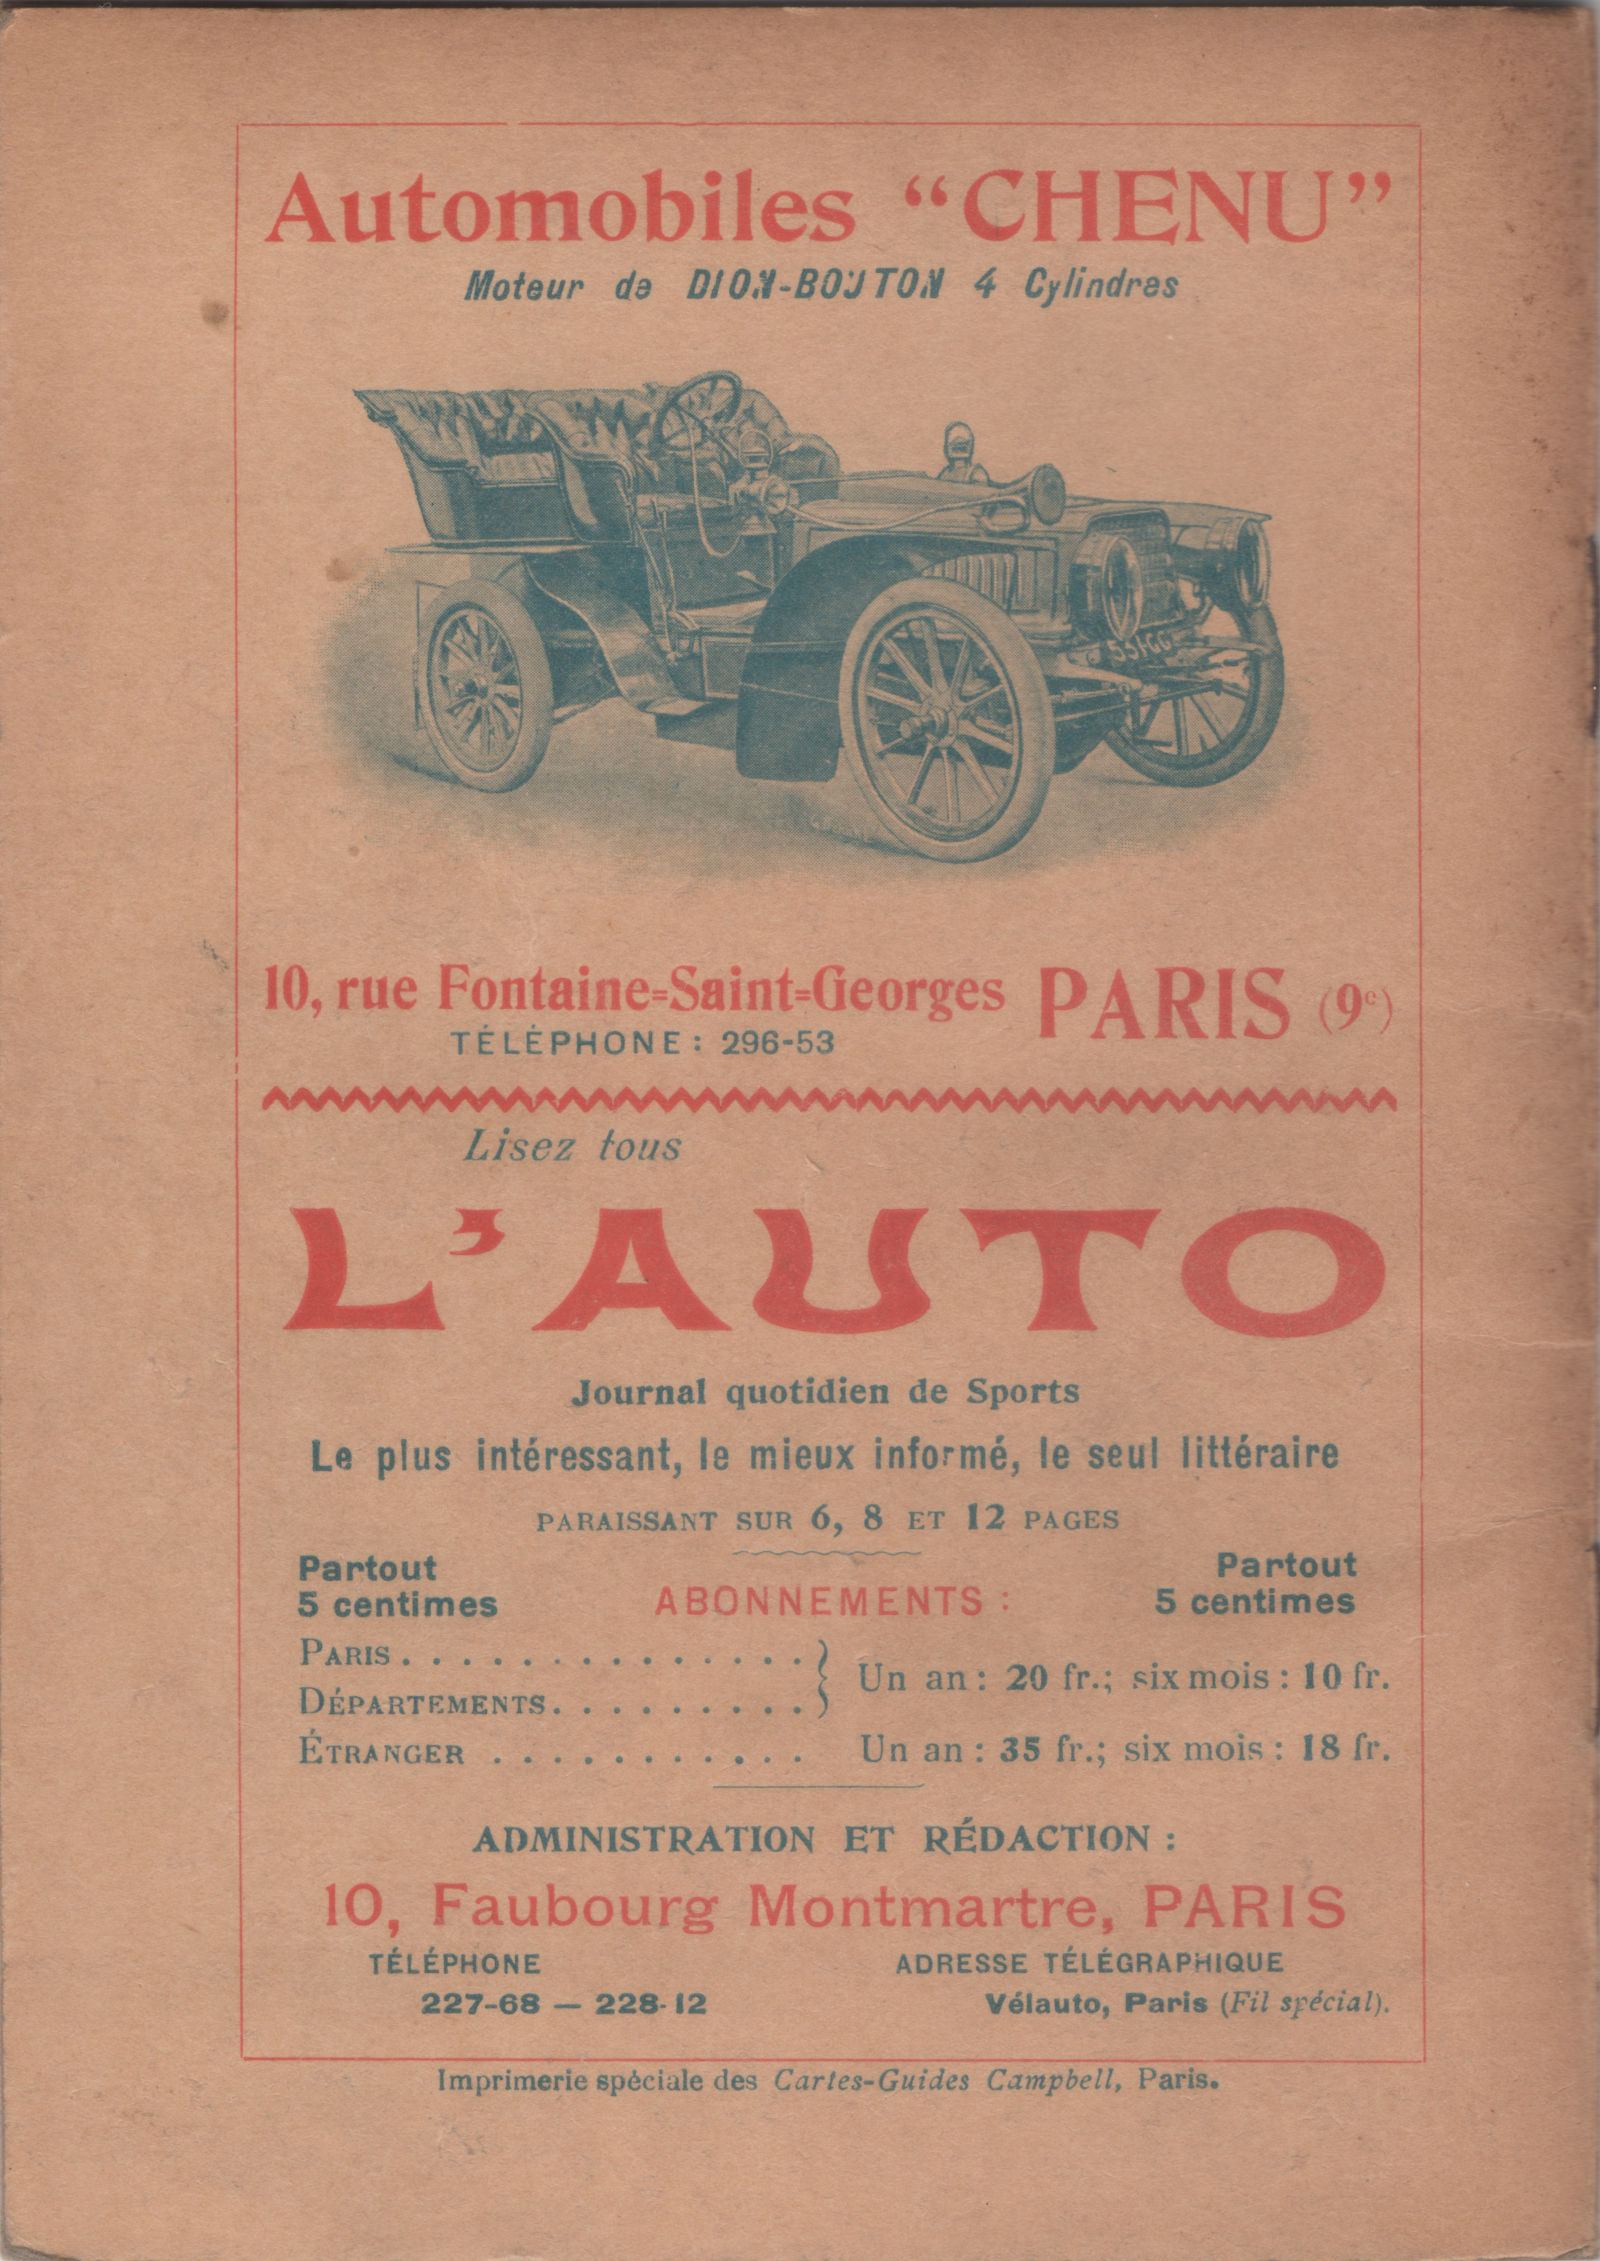 Automobiles “CHENU”
Moteur de DION-BOUTON 4 Cylindres
551-GG
10, rue Fontaine=Saint=Georges PARIS (9e)
TÉLÉPHONE : 296-53
Lisez tous
L’AUTO
Journal quotidien de Sports
Le plus intéressant, le mieux informé, le seul littéraire
PARAISSANT SUR 6, 8 ET 12 PAGES
Partout
5 centimes
ABONNEMENTS :
Partout
5 centimes
PARIS . . . . . . . . . . . . . .
DÉPARTEMENTS. . . . . . . . .
Un an : 20 fr.; six mois : 10 fr.
ÉTRANGER . . . . . . . . . . . Un an : 35 fr.; six mois : 18 fr.
ADMINISTRATION ET RÉDACTION :
10, Faubourg Montmartre, PARIS
TÉLÉPHONE
227-68 — 228-12
ADRESSE TÉLÉGRAPHIQUE
Vélauto, Paris (Fil spécial).
Imprimerie spéciale des Cartes-Guides Campbell, Paris.